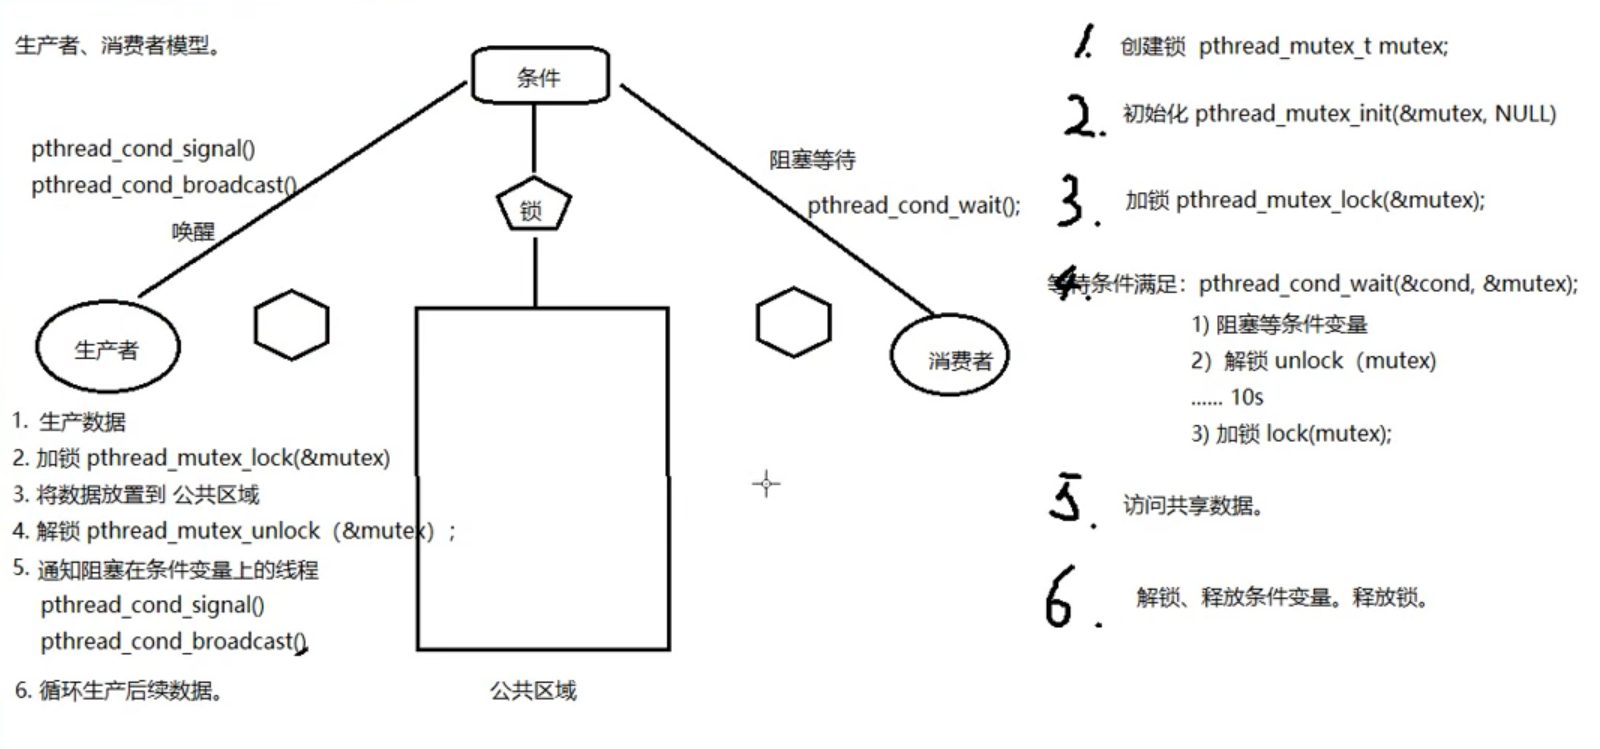 生产者、消费者模型。
条件
pthread_cond_signal()
pthread_cond_broadcast()
唤醒
锁
阻塞等待
pthread_cond_wait();
生产者
消费者
1. 生产数据
2. 加锁 pthread_mutex_lock(&mutex)
3. 将数据放置到 公共区域
4. 解锁 pthread_mutex_unlock（&mutex）;
5. 通知阻塞在条件变量上的线程
pthread_cond_signal()
pthread_cond_broadcast()
6. 循环生产后续数据。
公共区域
1. 创建锁 pthread_mutex_t mutex;
2. 初始化 pthread_mutex_init(&mutex, NULL)
3. 加锁 pthread_mutex_lock(&mutex);
4. 等待条件满足：pthread_cond_wait(&cond, &mutex);
1) 阻塞等条件变量
2）解锁 unlock（mutex)
...... 10s
3) 加锁 lock(mutex);
5. 访问共享数据。
6. 解锁、释放条件变量。释放锁。